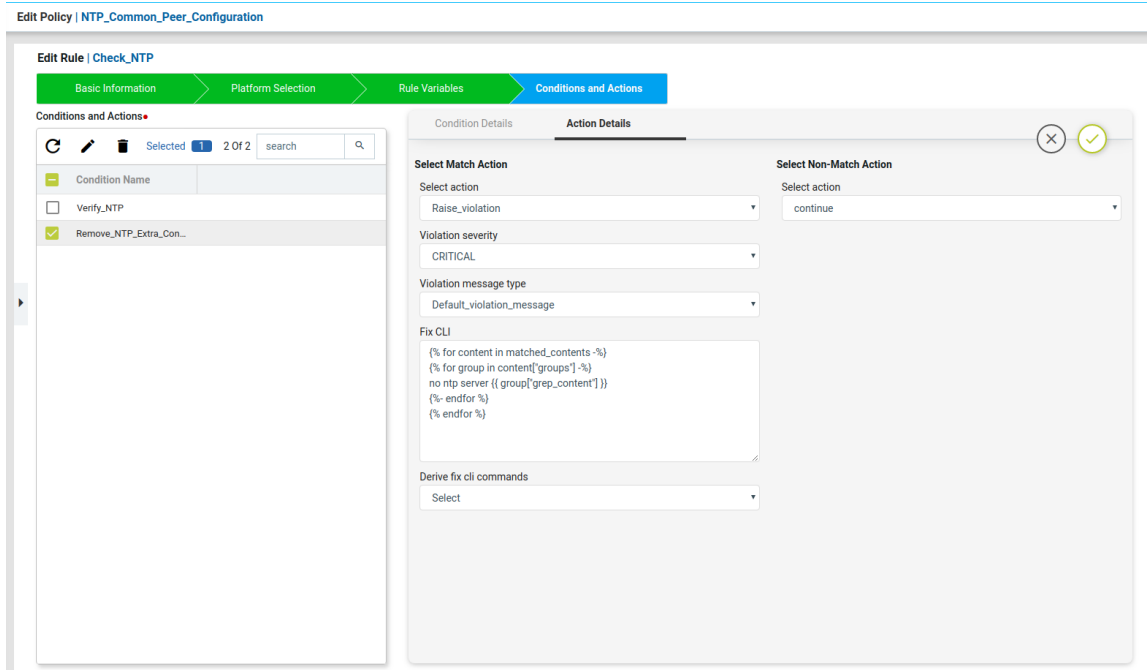 Edit Policy | NTP_Common_Peer_Configuration
Edit Rule | Check_NTP
Basic Information
Platform Selection
Rule Variables
Conditions and Actions
Conditions and Actions
Selected 1 2 0f 2 search
Condition Name
Verify_NTP
Remove_NTP_Extra_Con...
Condition Details
Action Details
Select Match Action
Select action
Raise_violation
Violation severity
CRITICAL
Violation message type
Default_violation_message
Fix CLI
{% for content in matched_contents -%}
{% for group in content["groups"] -%}
no ntp server {{ group["grep_content"] }}
{%- endfor %}
{% endfor %}
Derive fix cli commands
Select
Select Non-Match Action
Select action
continue